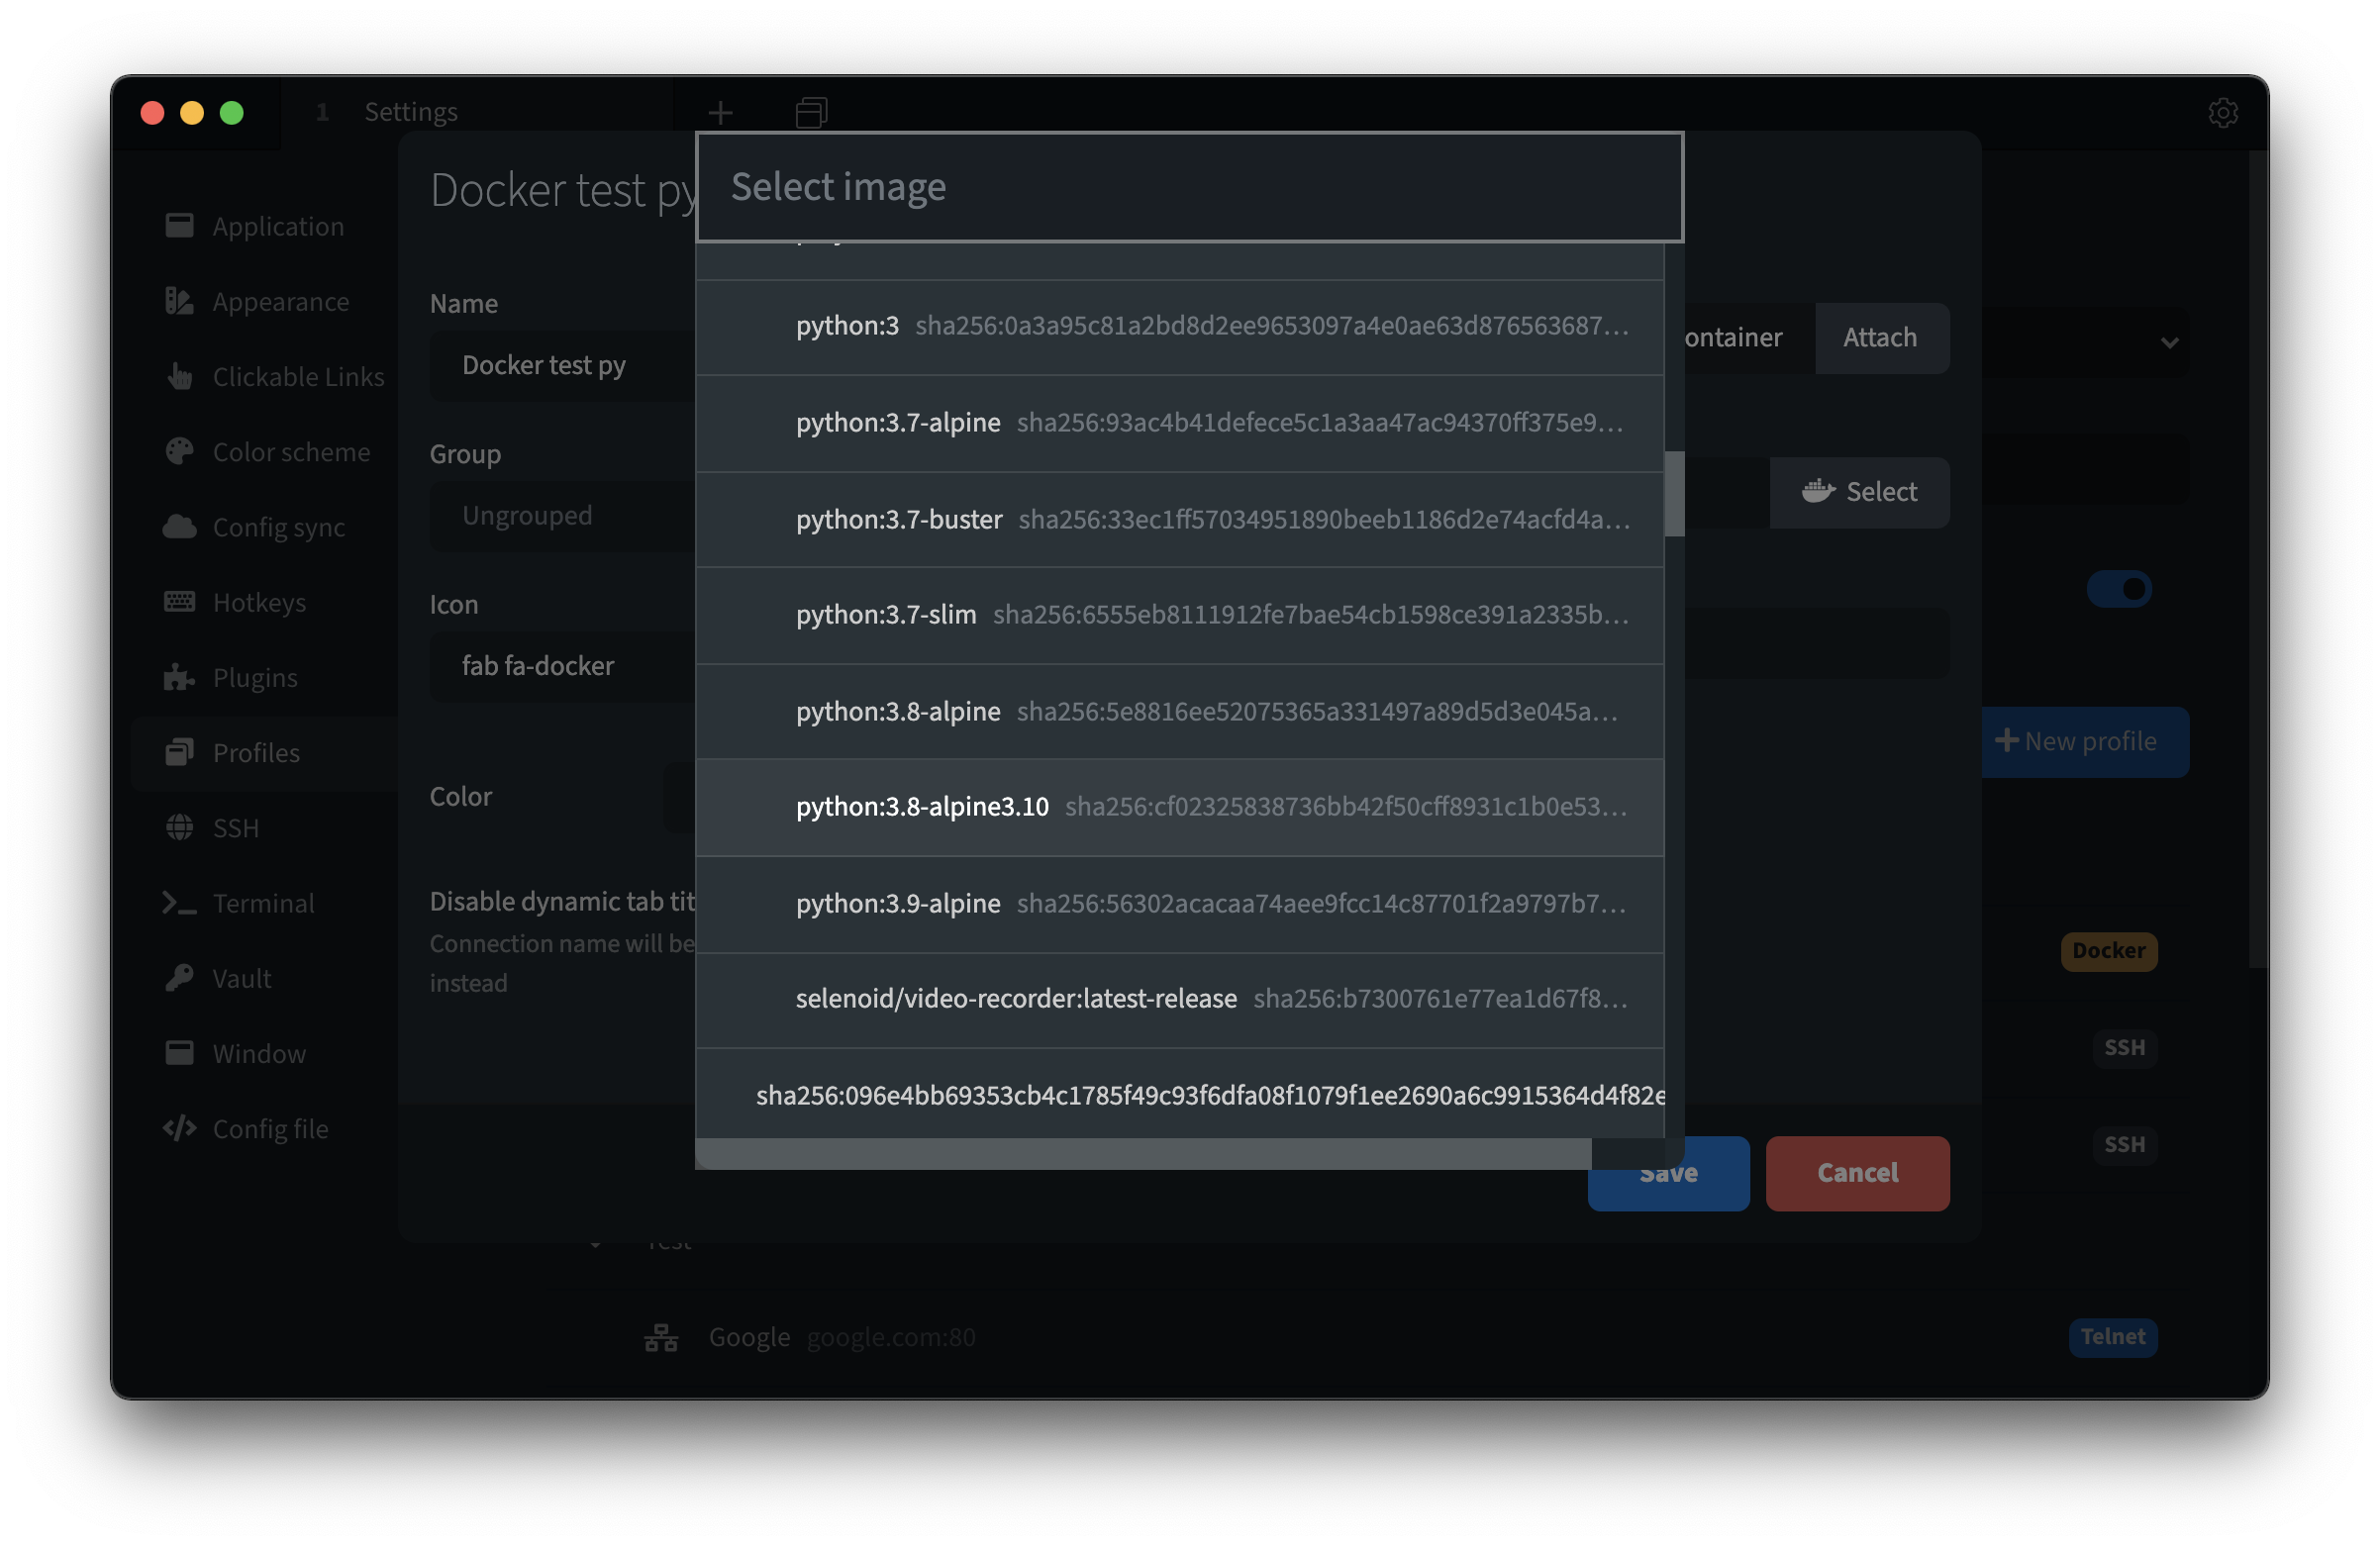 1 Settings
Application
Appearance
Clickable Links
Color scheme
Config sync
Hotkeys
Plugins
Profiles
SSH
Terminal
Vault
Window
Config file
Docker test py
Name
Docker test py
Group
Ungrouped
Icon
fab fa-docker
Color
Disable dynamic tab tit
Connection name will be
instead
Select image
python:3 sha256:0a3a95c81a2bd8d2ee9653097a4e0ae63d876563687...
python:3.7-alpine sha256:93ac4b41defece5c1a3aa47ac94370ff375e9...
python:3.7-buster sha256:33ec1ff57034951890beeb1186d2e74acfd4a...
python:3.7-slim sha256:6555eb8111912fe7bae54cb1598ce391a2335b...
python:3.8-alpine sha256:5e8816ee52075365a331497a89d5d3e045a...
python:3.8-alpine3.10 sha256:cf02325838736bb42f50cff8931c1b0e53...
python:3.9-alpine sha256:56302acacaa74aee9fcc14c87701f2a9797b7...
selenoid/video-recorder:latest-release sha256:b7300761e77ea1d67f8...
sha256:096e4bb69353cb4c1785f49c93f6dfa08f1079f1ee2690a6c9915364d4f82e
ontainer Attach
Select
New profile
Docker
SSH
SSH
Save Cancel
Test
Google google.com:80
Telnet